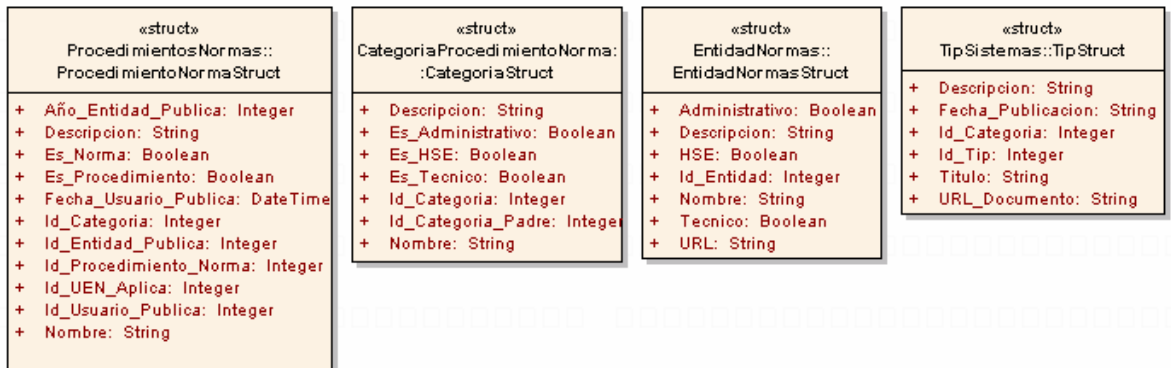 «struct»
ProcedimientosNormas::
ProcedimientoNormaStruct
+ Año_Entidad_Publica: Integer
+ Descripcion: String
+ Es_Norma: Boolean
+ Es_Procedimiento: Boolean
+ Fecha_Usuario_Publica: DateTime
+ Id_Categoria: Integer
+ Id_Entidad_Publica: Integer
+ Id_Procedimiento_Norma: Integer
+ Id_UEN_Aplica: Integer
+ Id_Usuario_Publica: Integer
+ Nombre: String
«struct»
CategoriaProcedimientoNorma:
:CategoriaStruct
+ Descripcion: String
+ Es_Administrativo: Boolean
+ Es_HSE: Boolean
+ Es_Tecnico: Boolean
+ Id_Categoria: Integer
+ Id_Categoria_Padre: Integer
+ Nombre: String
«struct»
EntidadNormas::
EntidadNormasStruct
+ Administrativo: Boolean
+ Descripcion: String
+ HSE: Boolean
+ Id_Entidad: Integer
+ Nombre: String
+ Tecnico: Boolean
+ URL: String
«struct»
TipSistemas::TipStruct
+ Descripcion: String
+ Fecha_Publicacion: String
+ Id_Categoria: Integer
+ Id_Tip: Integer
+ Titulo: String
+ URL_Documento: String